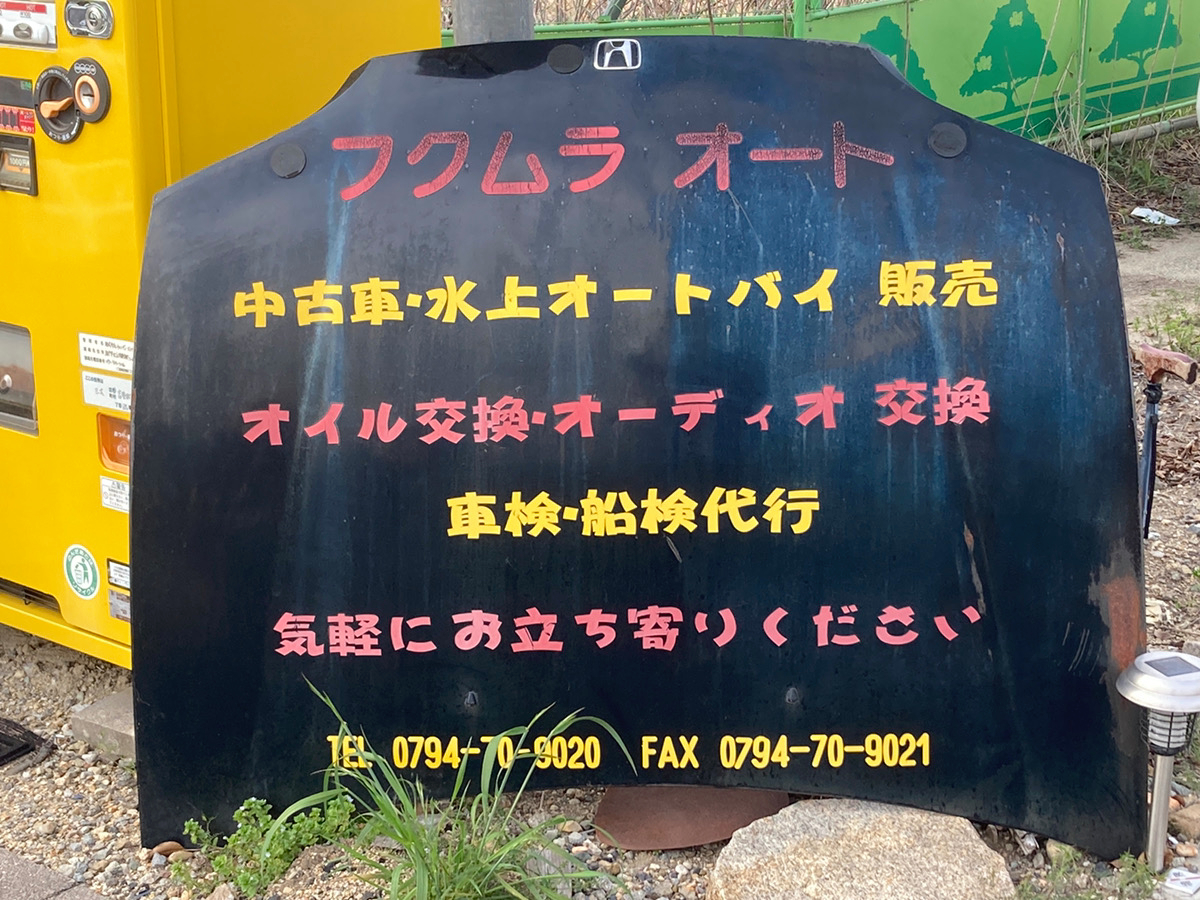 フクムラ オート
中古車・水上オートバイ 販売
オイル交換・オーディオ 交換
車検・船検代行
気軽にお立ち寄りください
TEL 0794-70-9020 FAX 0794-70-9021